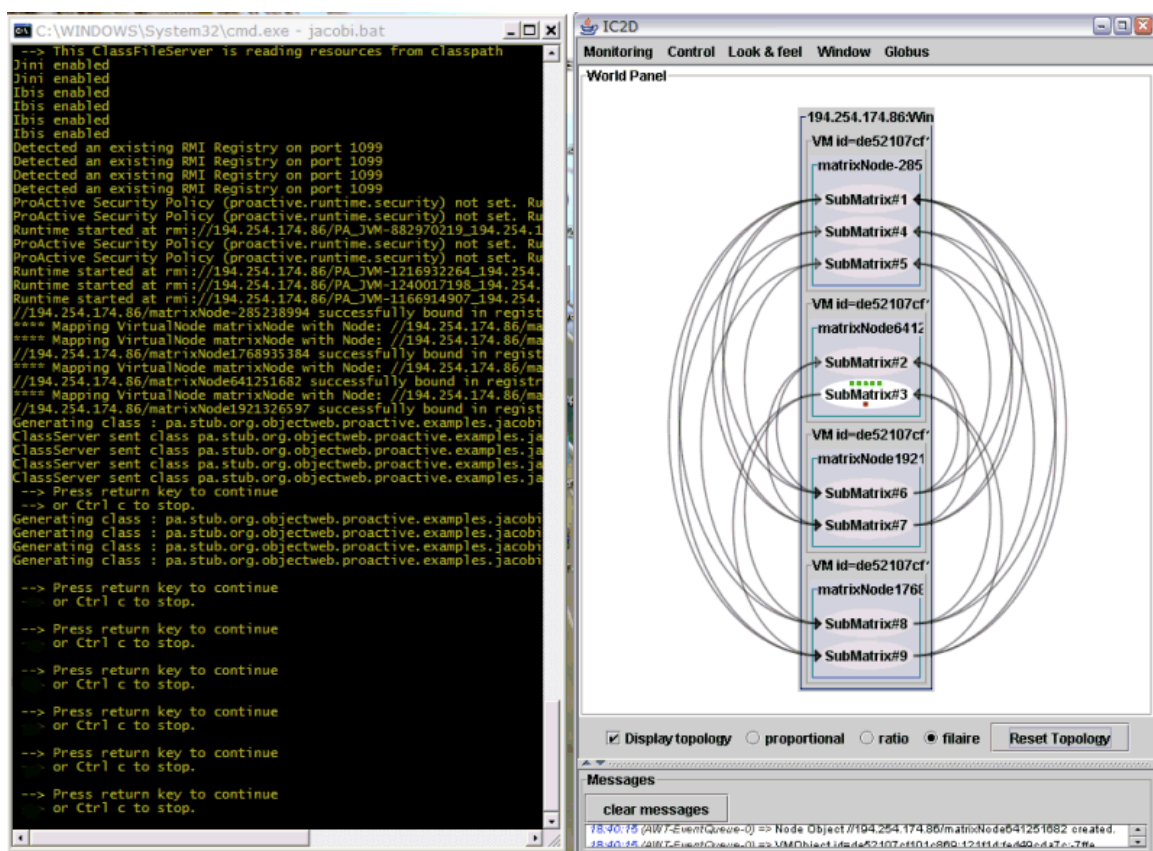 C:\WINDOWS\System32\cmd.exe - jacobi.bat
--> This ClassFileServer is reading resources from classpath
Jini enabled
Jini enabled
Ibis enabled
Ibis enabled
Ibis enabled
Ibis enabled
Detected an existing RMI Registry on port 1099
Detected an existing RMI Registry on port 1099
Detected an existing RMI Registry on port 1099
Detected an existing RMI Registry on port 1099
ProActive Security Policy (proactive.runtime.security) not set. Ru
ProActive Security Policy (proactive.runtime.security) not set. Ru
Runtime started at rmi://194.254.174.86/PA_JVM-882970219_194.254.1
ProActive Security Policy (proactive.runtime.security) not set. Ru
ProActive Security Policy (proactive.runtime.security) not set. Ru
Runtime started at rmi://194.254.174.86/PA_JVM-1216932264_194.254.
Runtime started at rmi://194.254.174.86/PA_JVM-1240017198_194.254.
Runtime started at rmi://194.254.174.86/PA_JVM-1166914907_194.254.
//194.254.174.86/matrixNode-285238994 successfully bound in regist
**** Mapping VirtualNode matrixNode with Node: //194.254.174.86/ma
**** Mapping VirtualNode matrixNode with Node: //194.254.174.86/ma
//194.254.174.86/matrixNode1768935384 successfully bound in regist
**** Mapping VirtualNode matrixNode with Node: //194.254.174.86/ma
//194.254.174.86/matrixNode641251682 successfully bound in registr
**** Mapping VirtualNode matrixNode with Node: //194.254.174.86/ma
//194.254.174.86/matrixNode1921326597 successfully bound in regist
Generating class : pa.stub.org.objectweb.proactive.examples.jacobi
ClassServer sent class pa.stub.org.objectweb.proactive.examples.ja
ClassServer sent class pa.stub.org.objectweb.proactive.examples.ja
ClassServer sent class pa.stub.org.objectweb.proactive.examples.ja
ClassServer sent class pa.stub.org.objectweb.proactive.examples.ja
--> Press return key to continue
--> or Ctrl c to stop.
Generating class : pa.stub.org.objectweb.proactive.examples.jacobi
Generating class : pa.stub.org.objectweb.proactive.examples.jacobi
Generating class : pa.stub.org.objectweb.proactive.examples.jacobi
Generating class : pa.stub.org.objectweb.proactive.examples.jacobi
--> Press return key to continue
or Ctrl c to stop.
--> Press return key to continue
or Ctrl c to stop.
--> Press return key to continue
or Ctrl c to stop.
--> Press return key to continue
or Ctrl c to stop.
--> Press return key to continue
or Ctrl c to stop.
--> Press return key to continue
or Ctrl c to stop.
IC2D
Monitoring Control Look & feel Window Globus
World Panel
194.254.174.86:Win
VM id=de52107cf
matrixNode-285
SubMatrix#1
SubMatrix#4
SubMatrix#5
VM id=de52107cf
matrixNode6412
SubMatrix#2
SubMatrix#3
VM id=de52107cf
matrixNode1921
SubMatrix#6
SubMatrix#7
VM id=de52107cf
matrixNode1768
SubMatrix#8
SubMatrix#9
Display topology proportional ratio filaire Reset Topology
Messages
clear messages
18:40:15 (AWT-EventQueue-0) => Node Object //194.254.174.86/matrixNode641251682 created.
18:40:15 (AWT-EventQueue-0) => VMObject